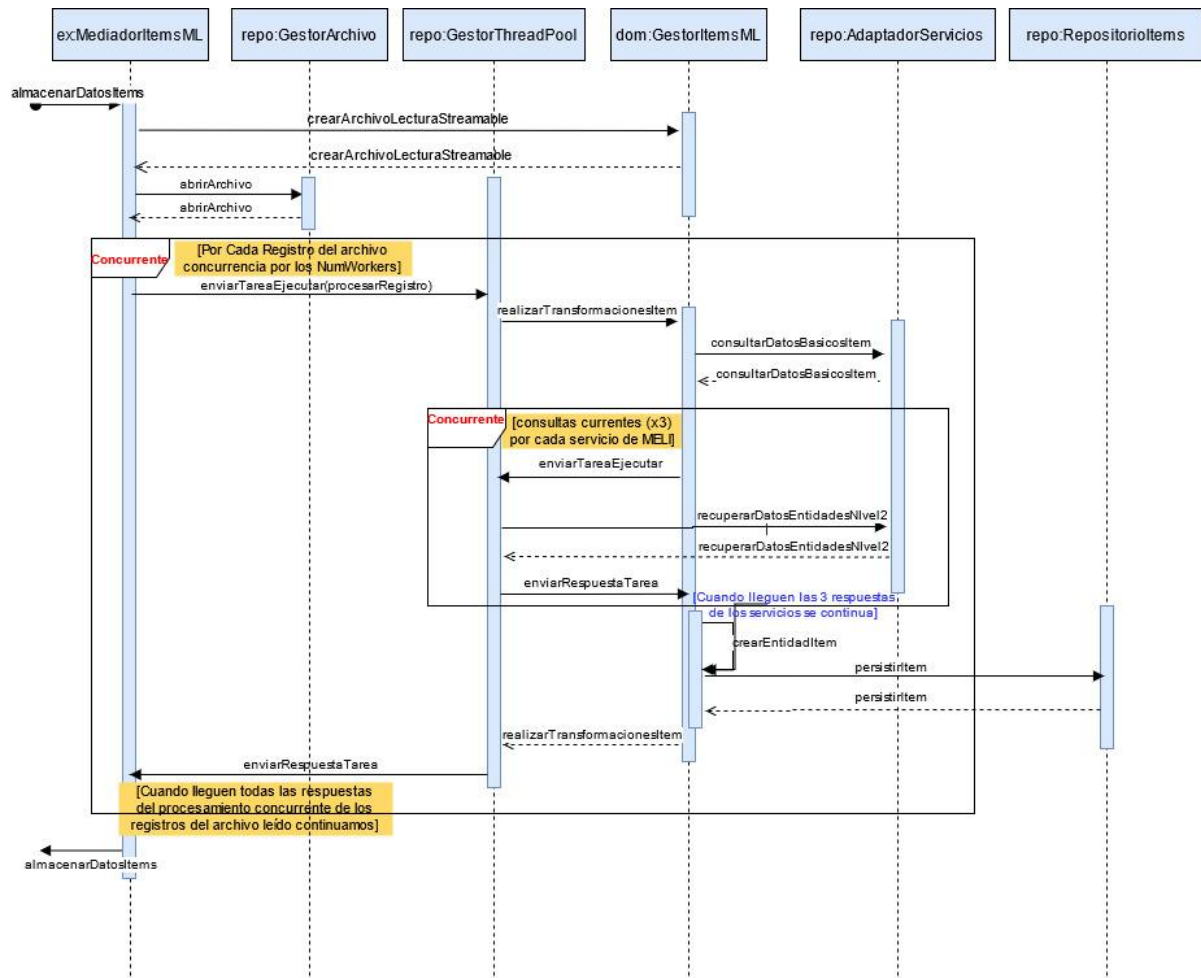 ex:MediadorItemsML
repo:GestorArchivo
repo:GestorThreadPool
dom:GestorItemsML
repo:AdaptadorServicios
repo:RepositorioItems
almacenarDatosItems
crearArchivoLecturaStreamable
crearArchivoLecturaStreamable
abrirArchivo
abrirArchivo
Concurrente
[Por Cada Registro del archivo
concurrencia por los NumWorkers]
enviarTareaEjecutar(procesarRegistro)
realizarTransformacionesItem
consultarDatosBasicosItem
consultarDatosBasicosItem
Concurrente
[consultas currentes (x3)
por cada servicio de MELI]
enviarTareaEjecutar
recuperarDatosEntidadesNIvel2
recuperarDatosEntidadesNIvel2
enviarRespuestaTarea
[Cuando lleguen las 3 respuestas
de los servicios se continua]
crearEntidadItem
persistirItem
persistirItem
realizarTransformacionesItem
enviarRespuestaTarea
[Cuando lleguen todas las respuestas
del procesamiento concurrente de los
registros del archivo leído continuamos]
almacenarDatosItems